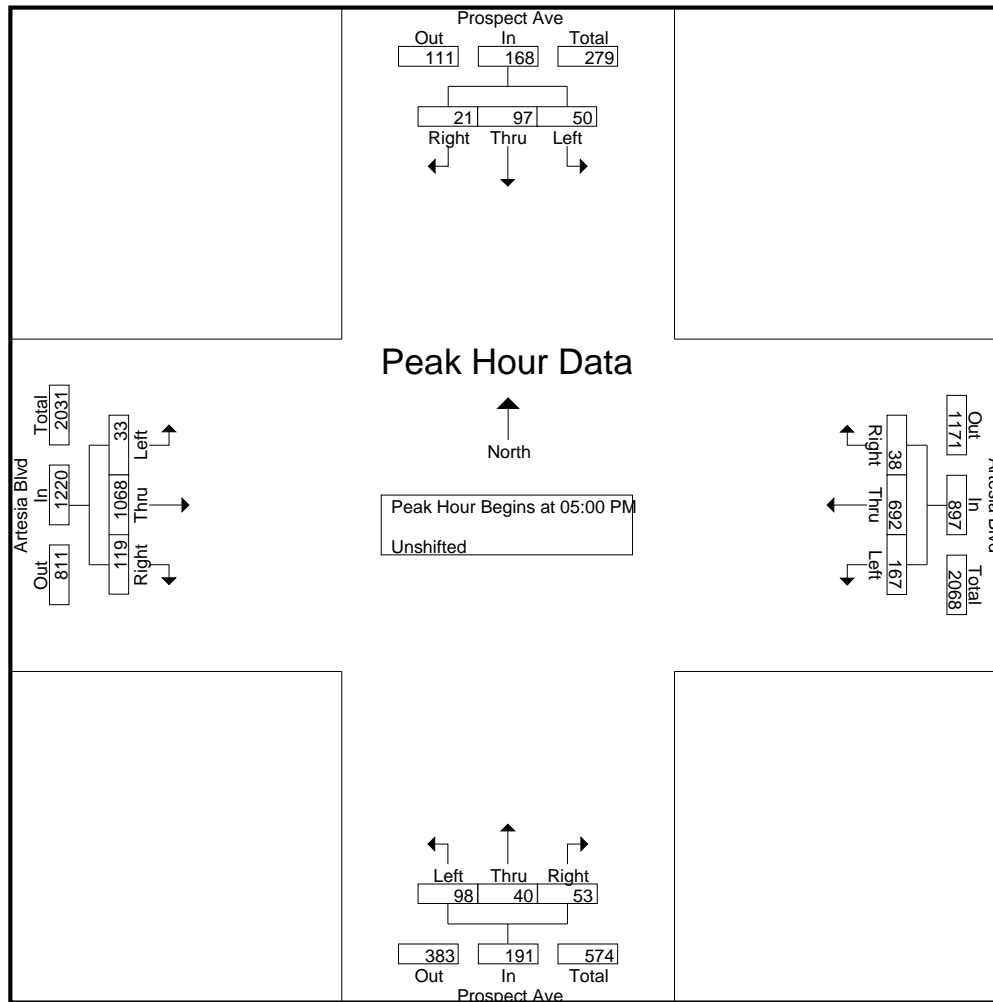 Prospect Ave
Out In Total
111 168 279
21 97 50
Right Thru Left
Peak Hour Data
North
Peak Hour Begins at 05:00 PM
Unshifted
Artesia Blvd
Out In Total
811 1220 2031
33 1068 119
Left Thru Right
Artesia Blvd
Out In Total
1171 897 2068
38 692 167
Right Thru Left
Left Thru Right
98 40 53
383 191 574
Out In Total
Prospect Ave